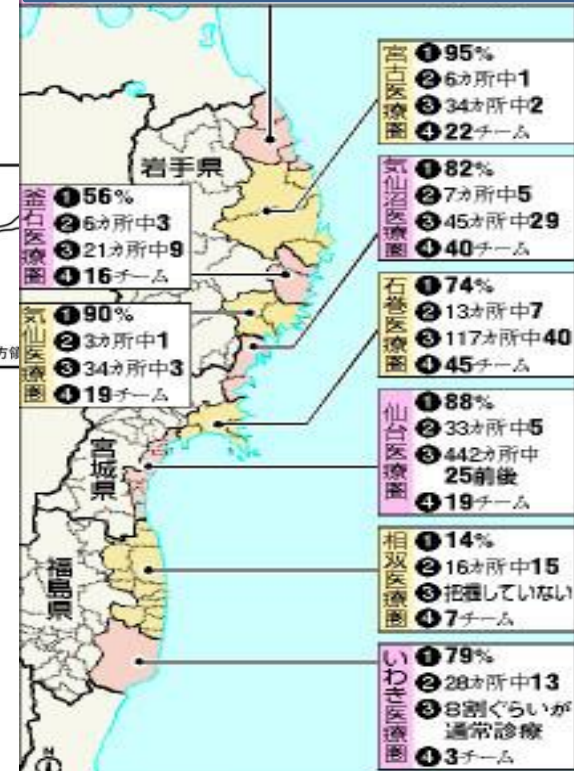 宮古医療圏
❶95%
❷6カ所中1
❸34カ所中2
❹22チーム
岩手県
釜石医療圏
❶56%
❷6カ所中3
❸21カ所中9
❹16チーム
気仙沼医療圏
❶82%
❷7カ所中5
❸45カ所中29
❹40チーム
気仙医療圏
❶90%
❷3カ所中1
❸34カ所中3
❹19チーム
石巻医療圏
❶74%
❷13カ所中7
❸117カ所中40
❹45チーム
宮城県
仙台医療圏
❶88%
❷33カ所中5
❸442カ所中
25前後
❹19チーム
福島県
相双医療圏
❶14%
❷16カ所中15
❸把握していない
❹7チーム
いわき医療圏
❶79%
❷28カ所中13
❸8割ぐらいが
通常診療
❹3チーム
N